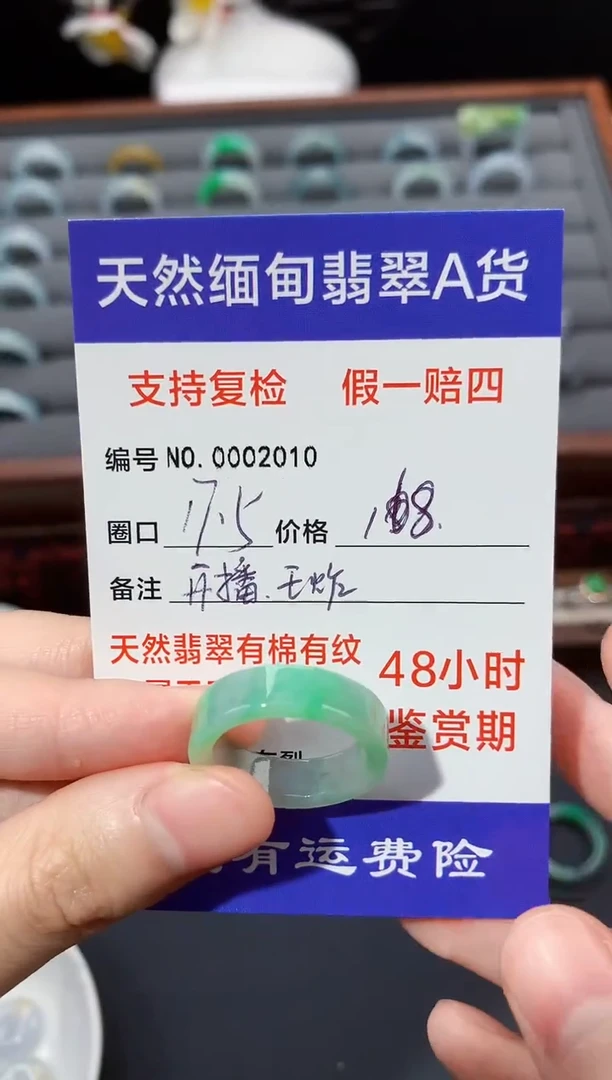 天然缅甸翡翠A货
支持复检 假一赔四
编号 NO. 0002010
圈口 17.5 价格 168.
备注 开播.王炸
天然翡翠有棉有纹
48小时
鉴赏期
有运费险